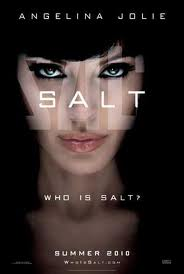 ANGELINA JOLIE
SALT
WHO IS SALT?
SUMMER 2010
WHOISSALT.COM